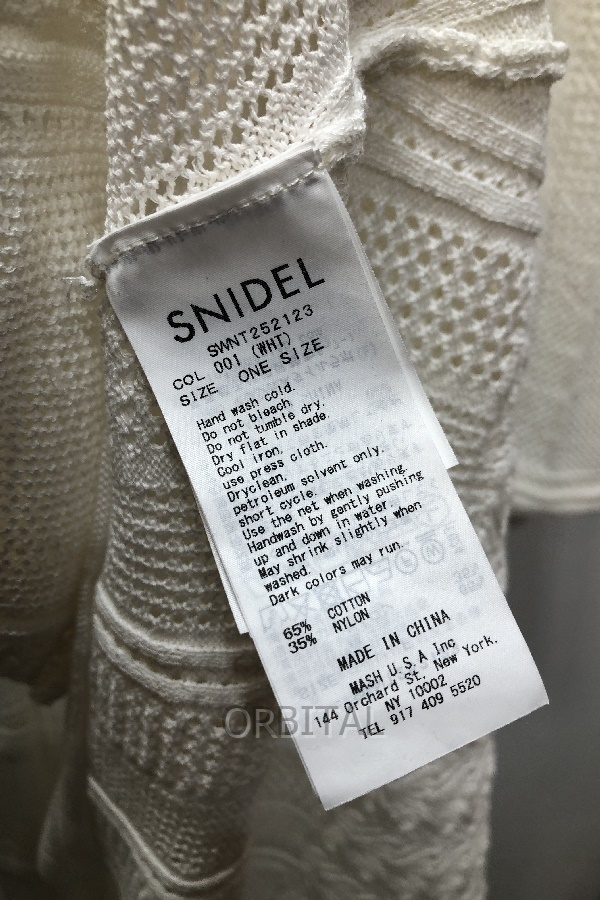 SNIDEL
SWNT252123
COL 001 (WHT)
SIZE ONE SIZE
Hand wash cold.
Do not bleach.
Do not tumble dry.
Dry flat in shade.
Cool iron.
use press cloth.
Dryclean.
petroleum solvent only.
short cycle.
Use the net when washing.
Handwash by gently pushing
up and down in water.
May shrink slightly when
washed.
Dark colors may run.
65% COTTON
35% NYLON
MADE IN CHINA
MASH U.S.A Inc
144 Orchard St. New York.
NY 10002
TEL 917 409 5520
ORBITAL